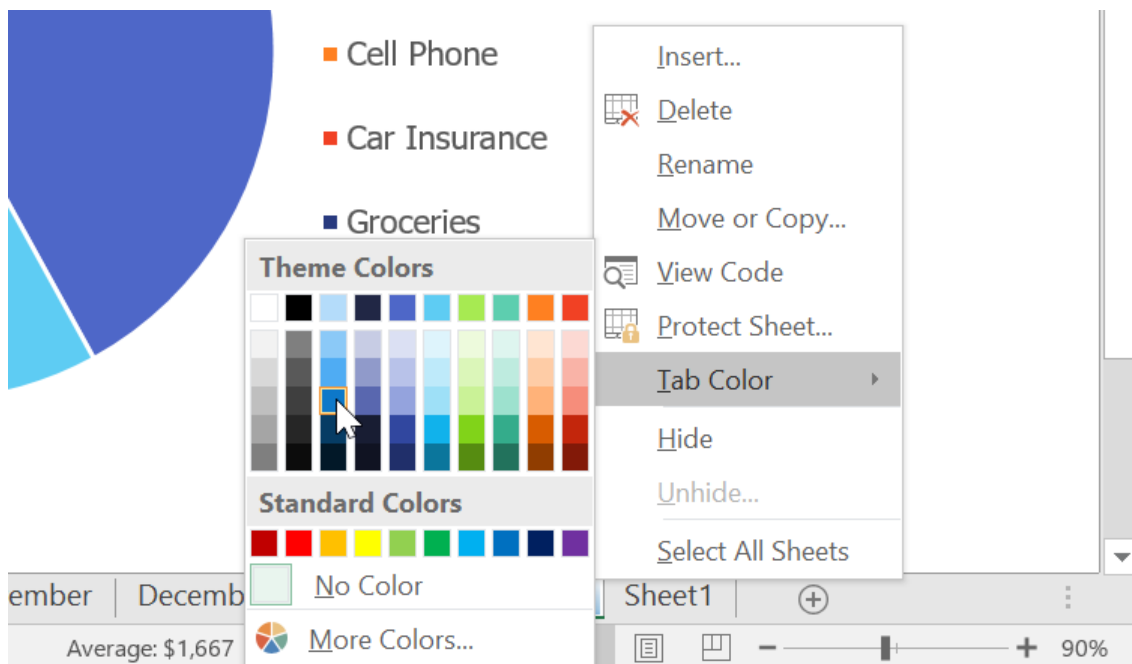 Cell Phone
Car Insurance
Groceries
Insert...
Delete
Rename
Move or Copy...
View Code
Protect Sheet...
Tab Color
Hide
Unhide...
Select All Sheets
Theme Colors
Standard Colors
No Color
More Colors...
ember Decemb Sheet1
Average: $1,667 90%